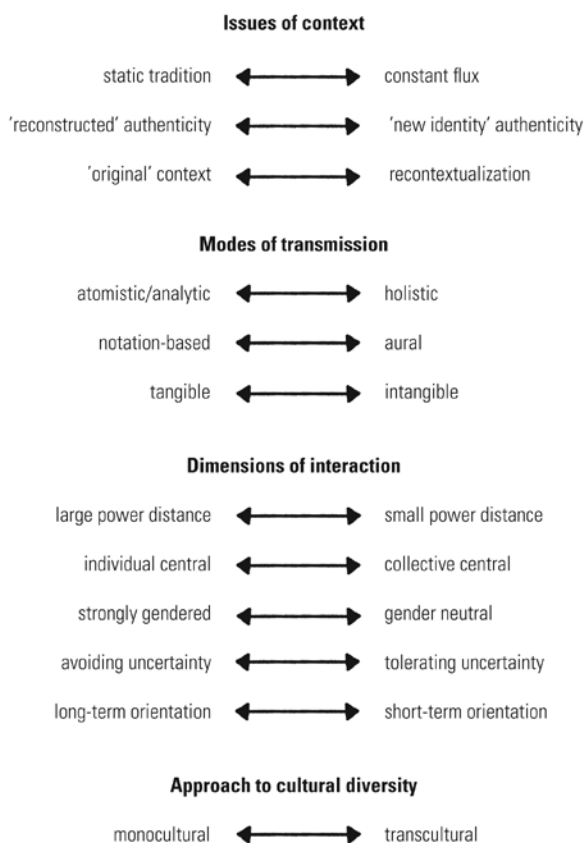 Issues of context
static tradition constant flux
'reconstructed' authenticity 'new identity' authenticity
'original' context recontextualization
Modes of transmission
atomistic/analytic holistic
notation-based aural
tangible intangible
Dimensions of interaction
large power distance small power distance
individual central collective central
strongly gendered gender neutral
avoiding uncertainty tolerating uncertainty
long-term orientation short-term orientation
Approach to cultural diversity
monocultural transcultural